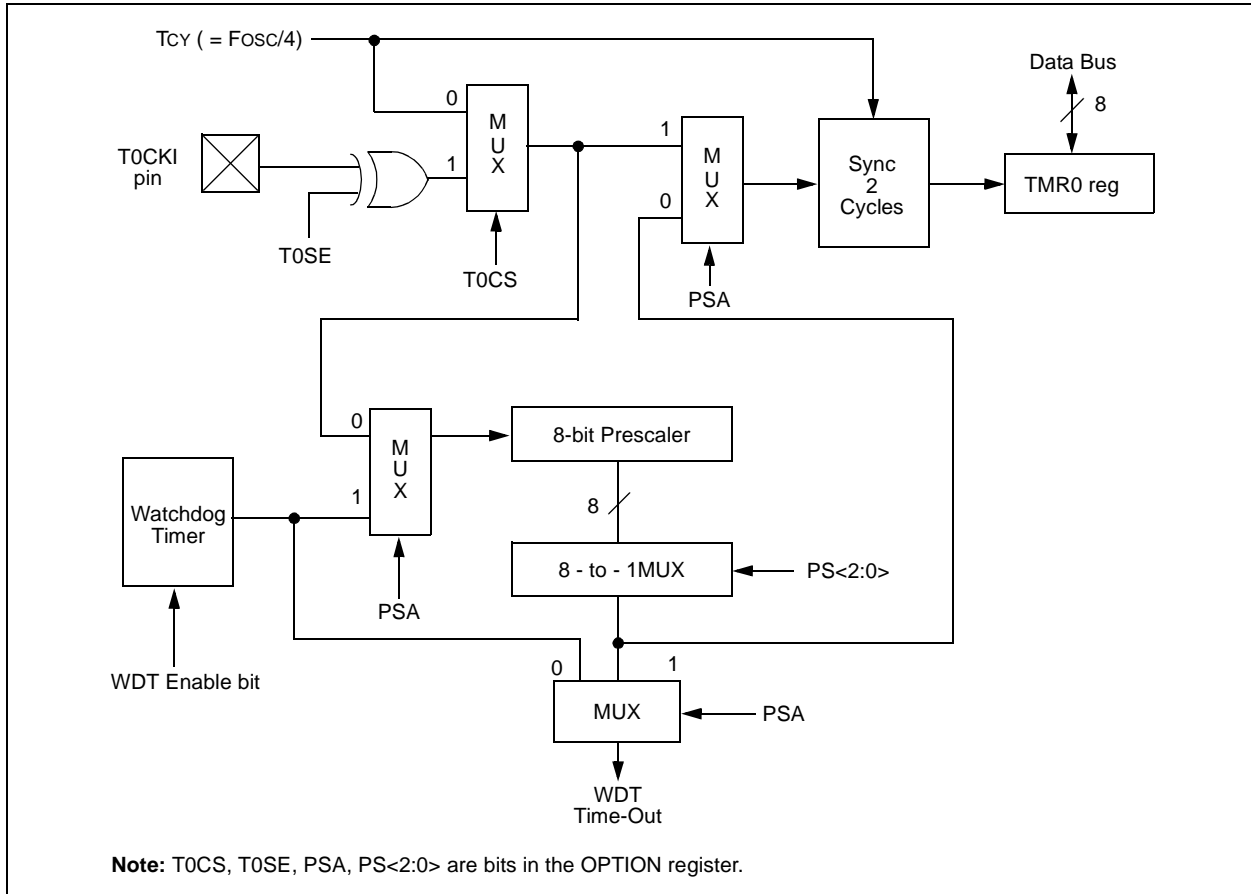 TCY ( = FOSC/4)
Data Bus
8
0
MUX
1
T0CKI
pin
T0SE
T0CS
1
MUX
0
PSA
Sync
2
Cycles
TMR0 reg
0
MUX
1
PSA
8-bit Prescaler
8
Watchdog
Timer
WDT Enable bit
8 - to - 1MUX
PS<2:0>
0
1
MUX
PSA
WDT
Time-Out
Note: T0CS, T0SE, PSA, PS<2:0> are bits in the OPTION register.